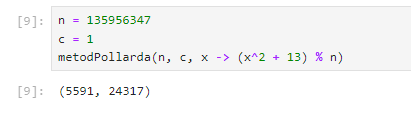 [9]: n = 135956347
c = 1
metodPollarda(n, c, x -> (x^2 + 13) % n)
[9]: (5591, 24317)